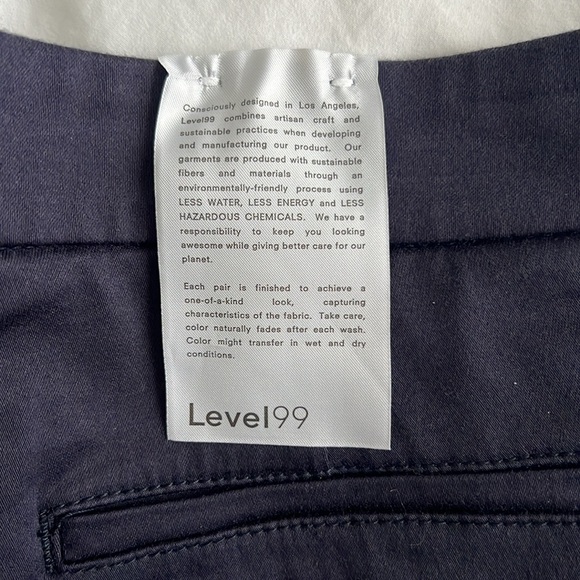 Consciously designed in Los Angeles,
Level99 combines artisan craft and
sustainable practices when developing
and manufacturing our product. Our
garments are produced with sustainable
fibers and materials through an
environmentally-friendly process using
LESS WATER, LESS ENERGY and LESS
HAZARDOUS CHEMICALS. We have a
responsibility to keep you looking
awesome while giving better care for our
planet.
Each pair is finished to achieve a
one-of-a-kind look, capturing
characteristics of the fabric. Take care,
color naturally fades after each wash.
Color might transfer in wet and dry
conditions.
Level99